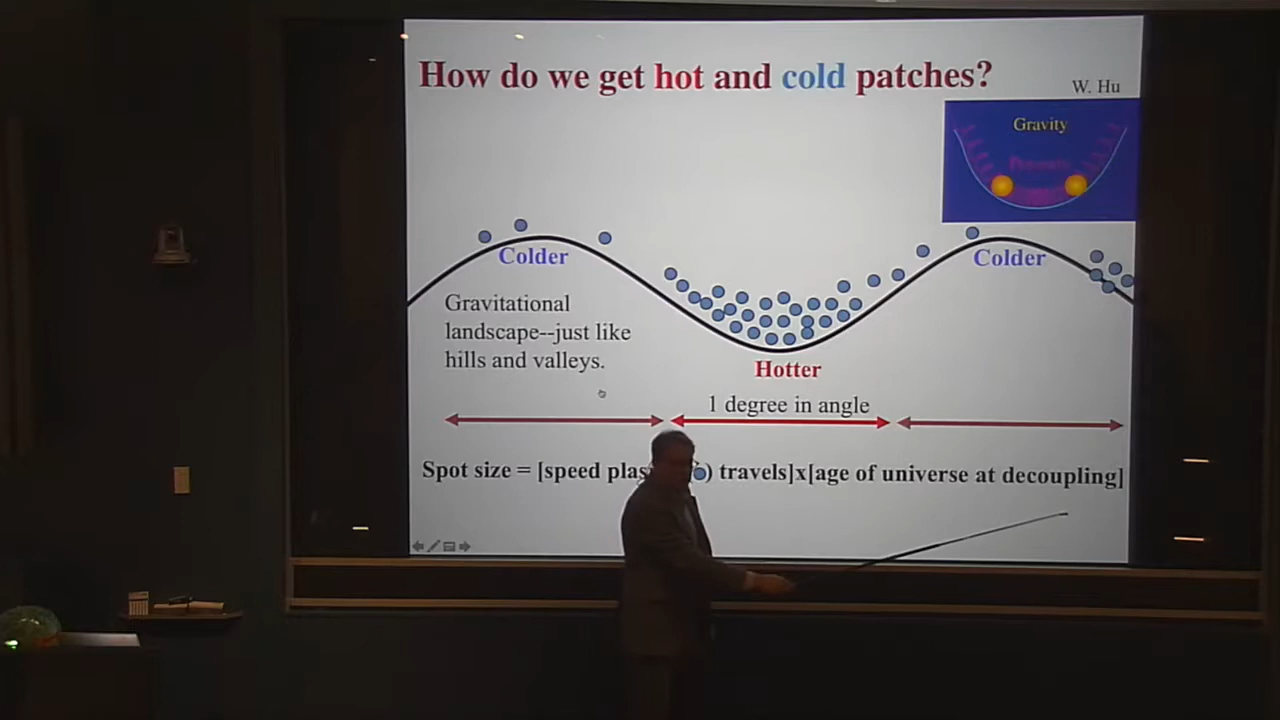 How do we get hot and cold patches?
W. Hu
Gravity
Pressure
Colder
Colder
Gravitational
landscape--just like
hills and valleys.
Hotter
1 degree in angle
Spot size = [speed plas ) travels]x[age of universe at decoupling]